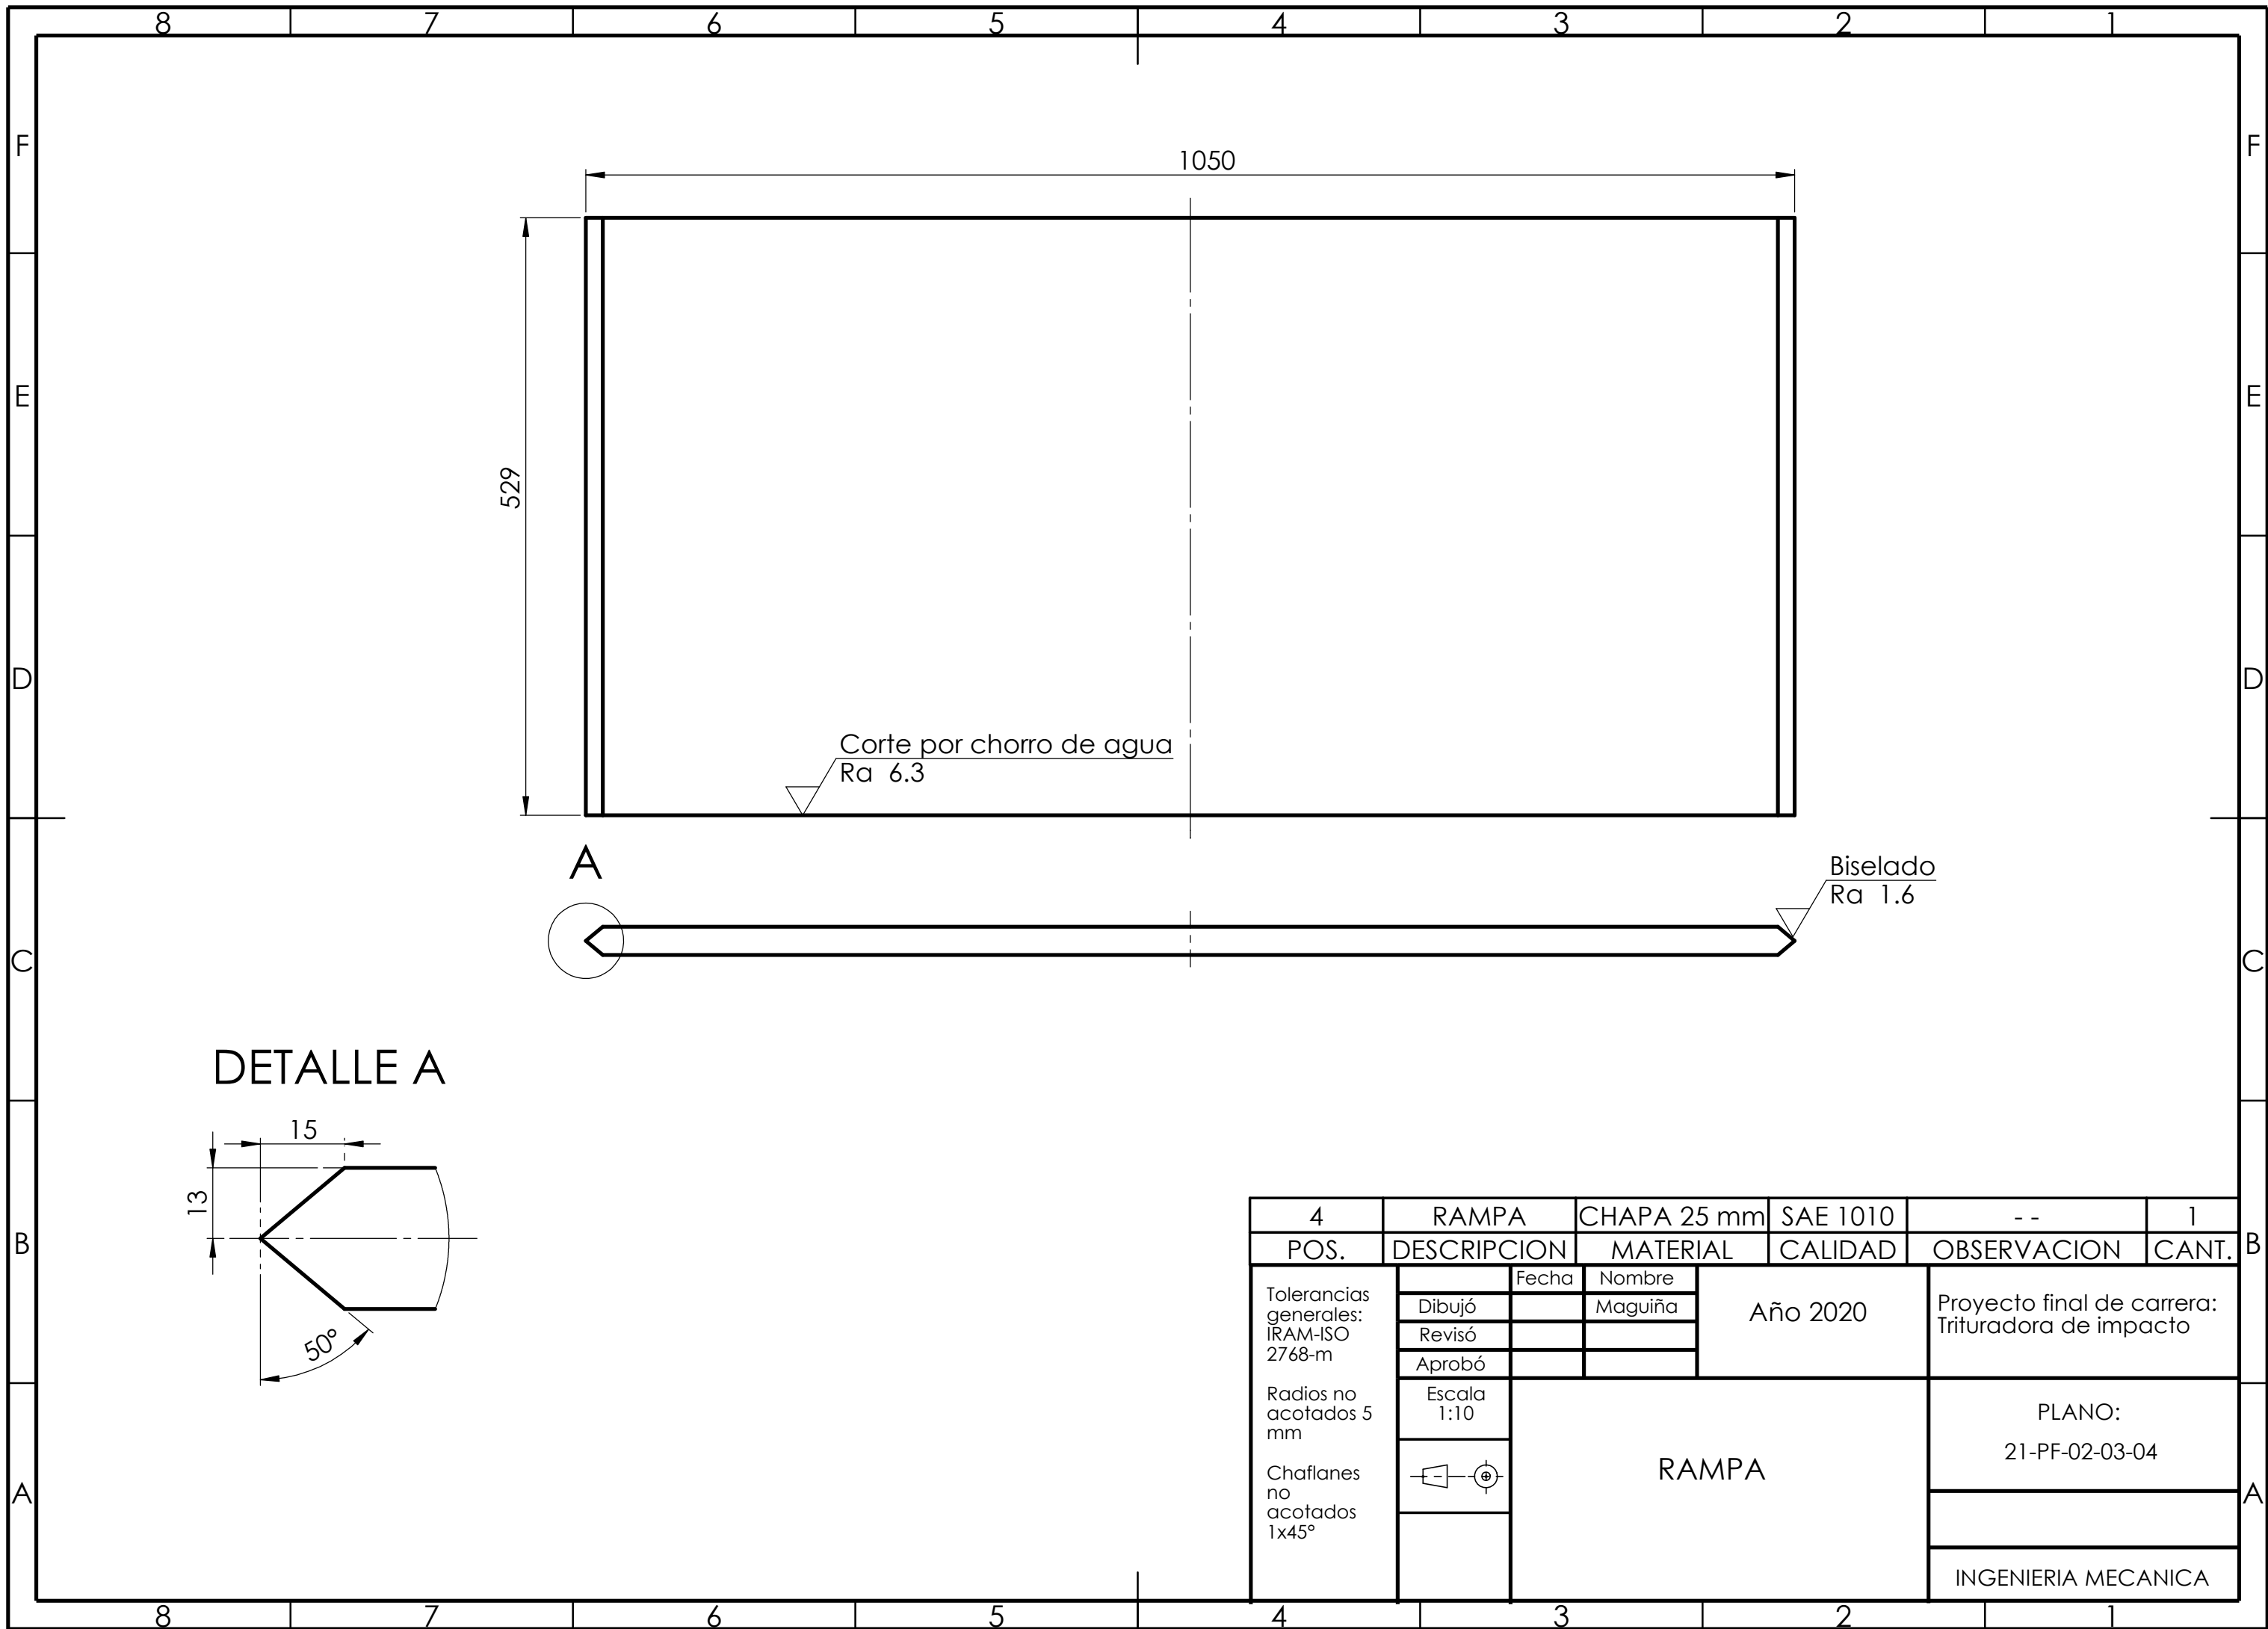 8 7 6 5 4 3 2 1
F F
1050
E E
529
D D
Corte por chorro de agua
Ra 6.3
A
Biselado
Ra 1.6
C C
DETALLE A
15
13
50°
B B
4 RAMPA CHAPA 25 mm SAE 1010 - - 1
POS. DESCRIPCION MATERIAL CALIDAD OBSERVACION CANT.
Tolerancias
generales:
IRAM-ISO
2768-m
Radios no
acotados 5
mm
Chaflanes
no
acotados
1x45°
Fecha Nombre
Dibujó Maguiña
Revisó
Aprobó
Año 2020
Proyecto final de carrera:
Trituradora de impacto
Escala
1:10
RAMPA
PLANO:
21-PF-02-03-04
INGENIERIA MECANICA
A A
8 7 6 5 4 3 2 1